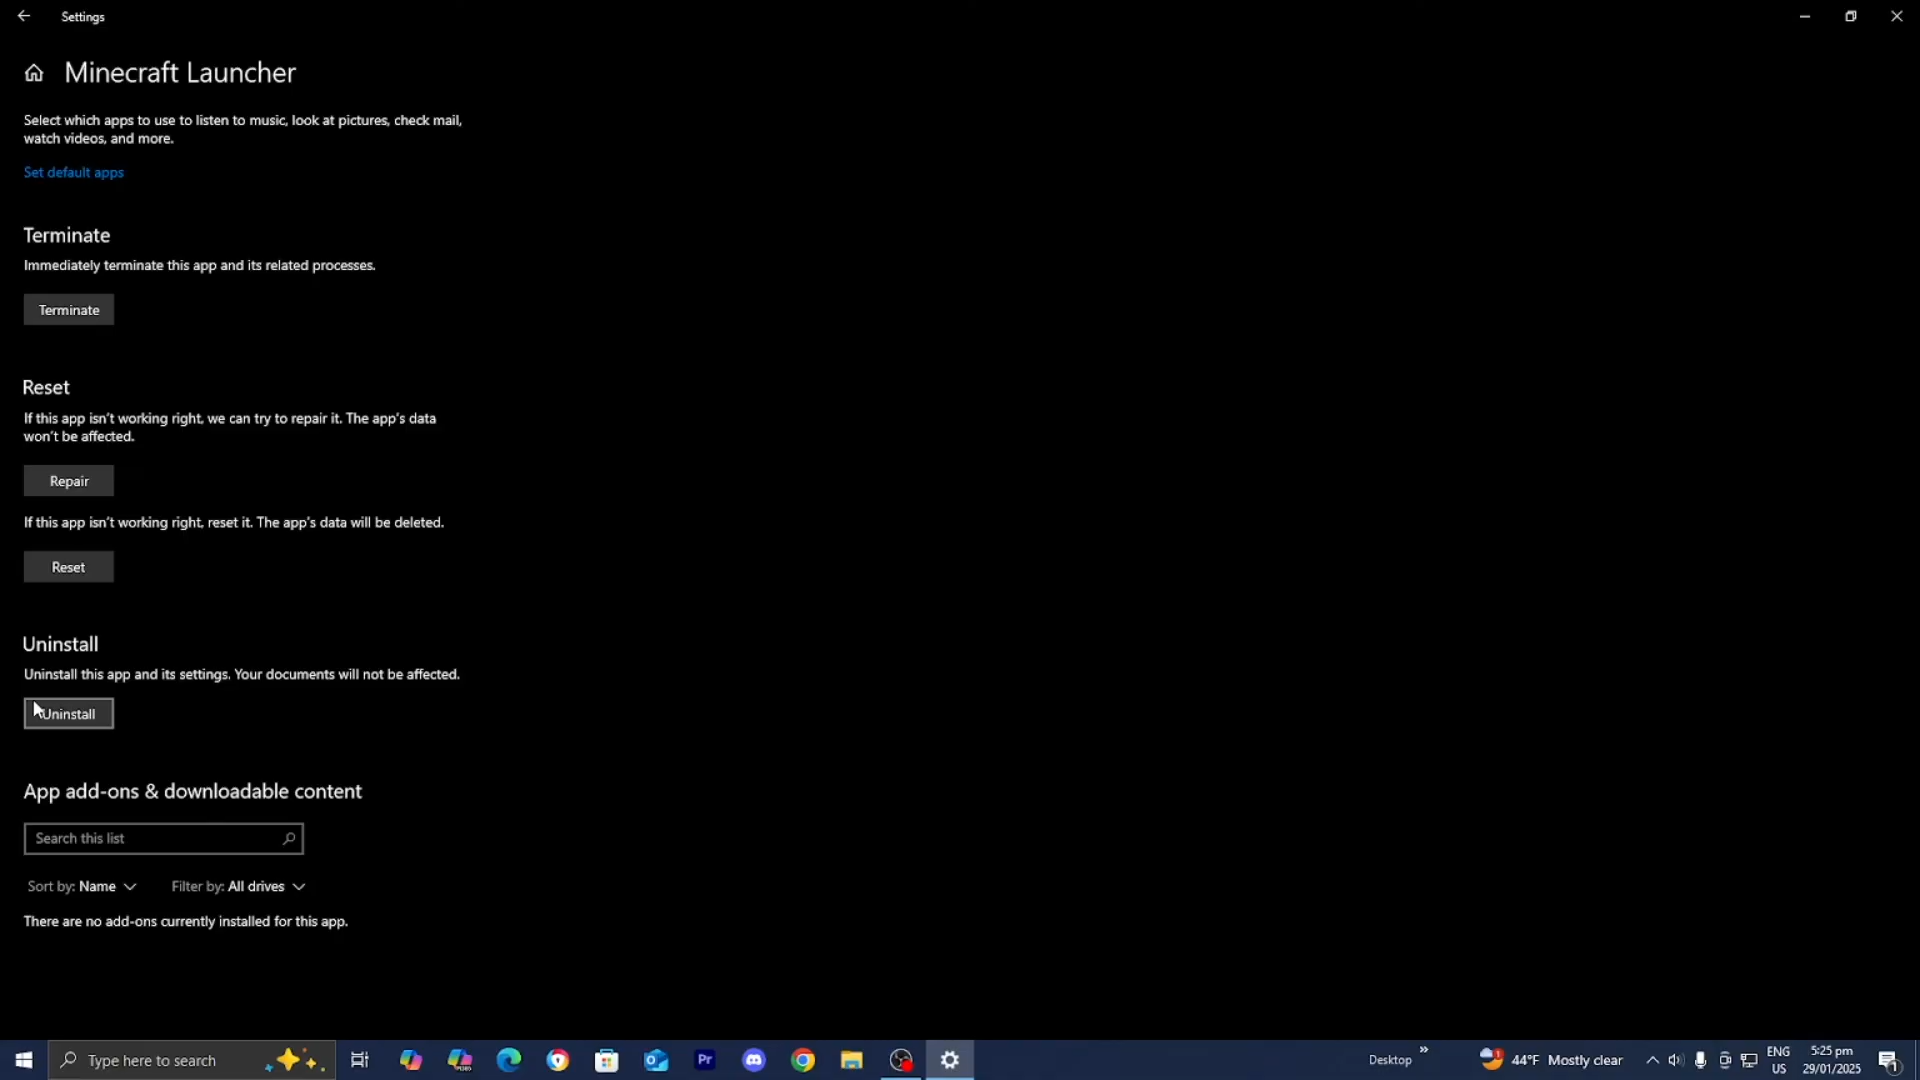 Settings
Minecraft Launcher
Select which apps to use to listen to music, look at pictures, check mail,
watch videos, and more.
Set default apps
Terminate
Immediately terminate this app and its related processes.
Terminate
Reset
If this app isn't working right, we can try to repair it. The app's data
won't be affected.
Repair
If this app isn't working right, reset it. The app's data will be deleted.
Reset
Uninstall
Uninstall this app and its settings. Your documents will not be affected.
Uninstall
App add-ons & downloadable content
Search this list
Sort by: Name Filter by: All drives
There are no add-ons currently installed for this app.
Type here to search
Pr
Desktop
44°F Mostly clear
ENG
US
5:25 pm
29/01/2025
1